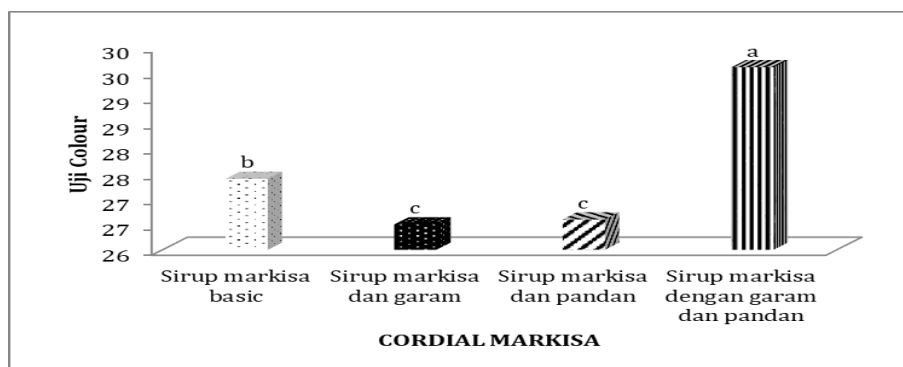 Uji Colour
30
30
29
29
28
28
27
27
26
b
c
c
a
Sirup markisa
basic
Sirup markisa
dan garam
Sirup markisa
dan pandan
Sirup markisa
dengan garam
dan pandan
CORDIAL MARKISA